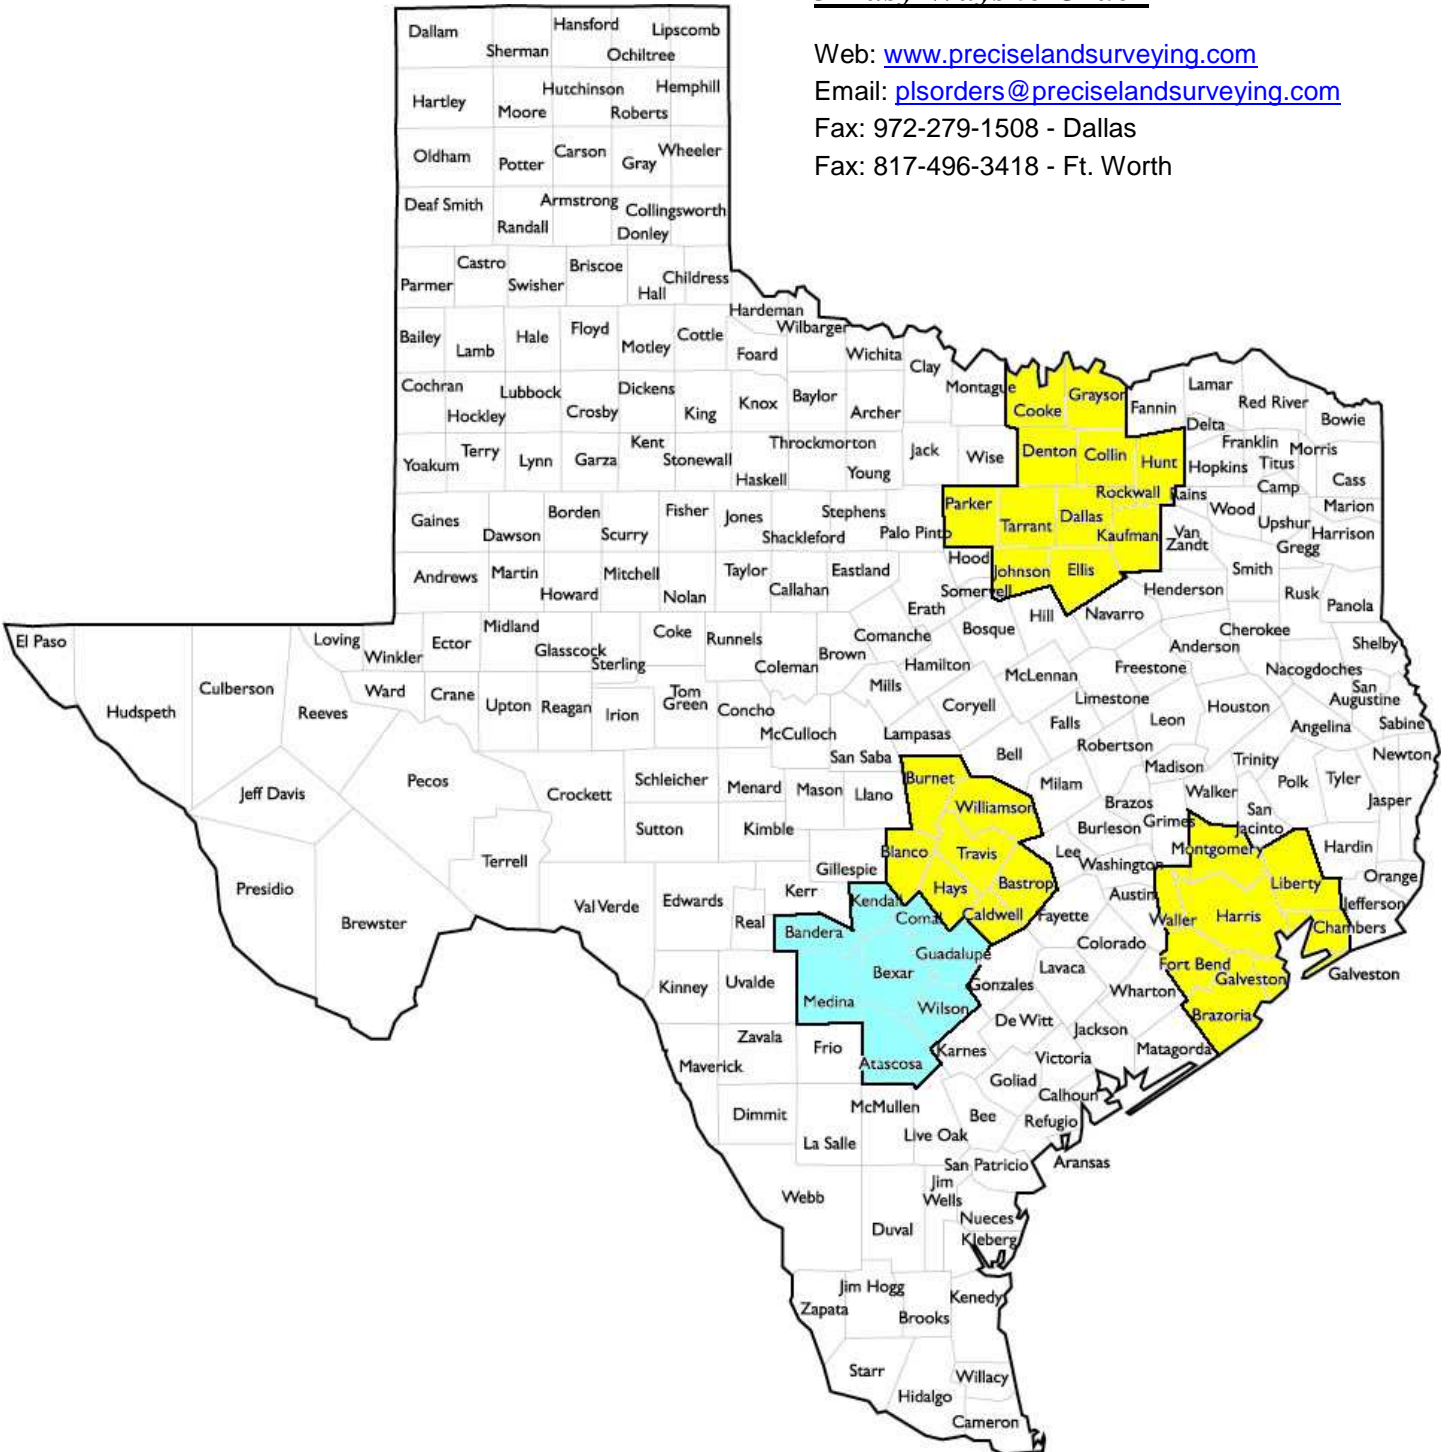 Web: www.preciselandsurveying.com
Email: plsorders@preciselandsurveying.com
Fax: 972-279-1508 - Dallas
Fax: 817-496-3418 - Ft. Worth
Dallam
Sherman
Hansford
Ochiltree
Lipscomb
Hartley
Moore
Hutchinson
Roberts
Hemphill
Oldham
Potter
Carson
Gray
Wheeler
Deaf Smith
Randall
Armstrong
Donley
Collingsworth
Parmer
Castro
Swisher
Briscoe
Hall
Childress
Hardeman
Wilbarger
Bailey
Lamb
Hale
Floyd
Motley
Cottle
Foard
Wichita
Clay
Montague
Cooke
Grayson
Fannin
Lamar
Red River
Bowie
Cochran
Hockley
Lubbock
Crosby
Dickens
King
Knox
Baylor
Archer
Delta
Franklin
Titus
Morris
Cass
Yoakum
Terry
Lynn
Garza
Kent
Stonewall
Haskell
Throckmorton
Young
Jack
Wise
Denton
Collin
Hunt
Hopkins
Camp
Marion
Gaines
Dawson
Borden
Scurry
Fisher
Jones
Shackleford
Stephens
Palo Pinto
Parker
Tarrant
Dallas
Rockwall
Kaufman
Rains
Van
Zandt
Wood
Upshur
Gregg
Harrison
Andrews
Martin
Howard
Mitchell
Nolan
Taylor
Callahan
Eastland
Erath
Hood
Somervell
Johnson
Ellis
Hill
Navarro
Henderson
Smith
Rusk
Panola
El Paso
Hudspeth
Culberson
Reeves
Loving
Winkler
Ward
Ector
Crane
Midland
Upton
Glasscock
Reagan
Sterling
Irion
Coke
Tom
Green
Runnels
Concho
Coleman
McCulloch
Brown
Comanche
Mills
Hamilton
Bosque
Coryell
McLennan
Lampasas
San Saba
Bell
Falls
Limestone
Freestone
Anderson
Cherokee
Nacogdoches
Shelby
San
Augustine
Sabine
Angelina
Houston
Leon
Robertson
Madison
Trinity
Polk
Tyler
Jasper
Newton
Jeff Davis
Pecos
Presidio
Brewster
Terrell
Crockett
Schleicher
Sutton
Menard
Kimble
Mason
Llano
Gillespie
Burnet
Williamson
Milam
Brazos
Burleson
Grimes
Walker
San
Jacinto
Hardin
Orange
Jefferson
Blanco
Travis
Hays
Bastrop
Caldwell
Lee
Washington
Austin
Fayette
Montgomery
Liberty
Harris
Waller
Chambers
Fort Bend
Galveston
Galveston
Brazoria
Val Verde
Edwards
Real
Kerr
Bandera
Kendall
Comal
Guadalupe
Bexar
Medina
Wilson
Atascosa
Gonzales
Lavaca
Colorado
Wharton
Matagorda
Kinney
Uvalde
Maverick
Zavala
Frio
Karnes
De Witt
Jackson
Victoria
Goliad
Calhoun
Refugio
Bee
Dimmit
La Salle
McMullen
Live Oak
San Patricio
Aransas
Webb
Duval
Jim
Wells
Nueces
Kleberg
Kenedy
Zapata
Jim Hogg
Brooks
Starr
Hidalgo
Willacy
Cameron